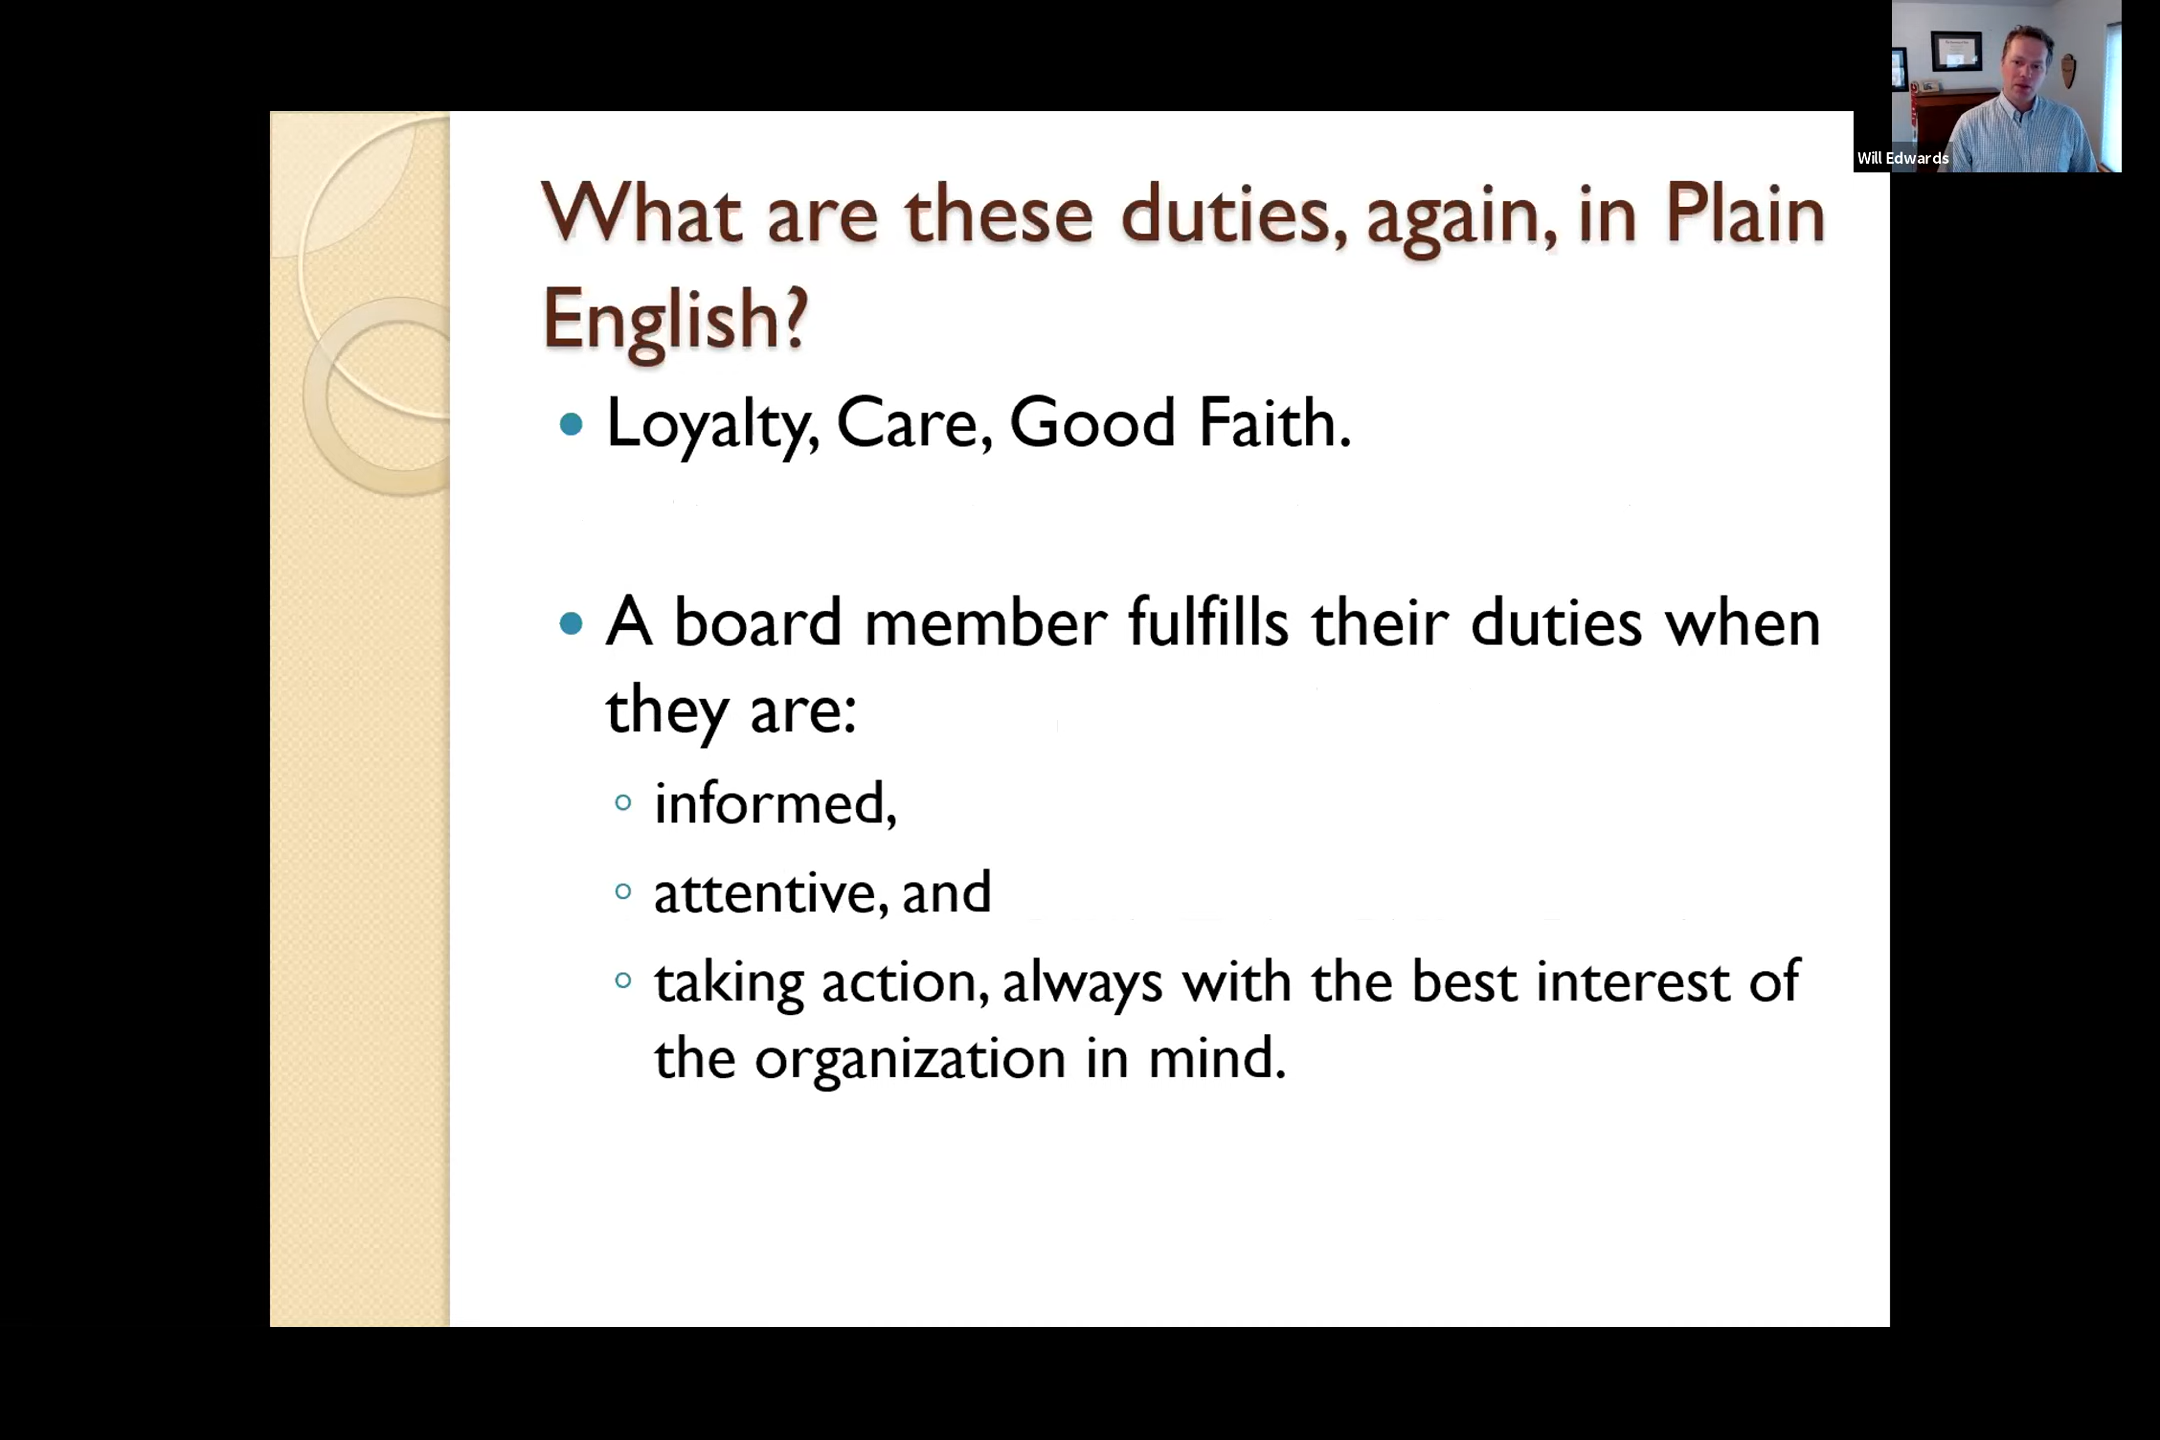 What are these duties, again, in Plain
English?
• Loyalty, Care, Good Faith.
• A board member fulfills their duties when
they are:
◦ informed,
◦ attentive, and
◦ taking action, always with the best interest of
the organization in mind.
Will Edwards